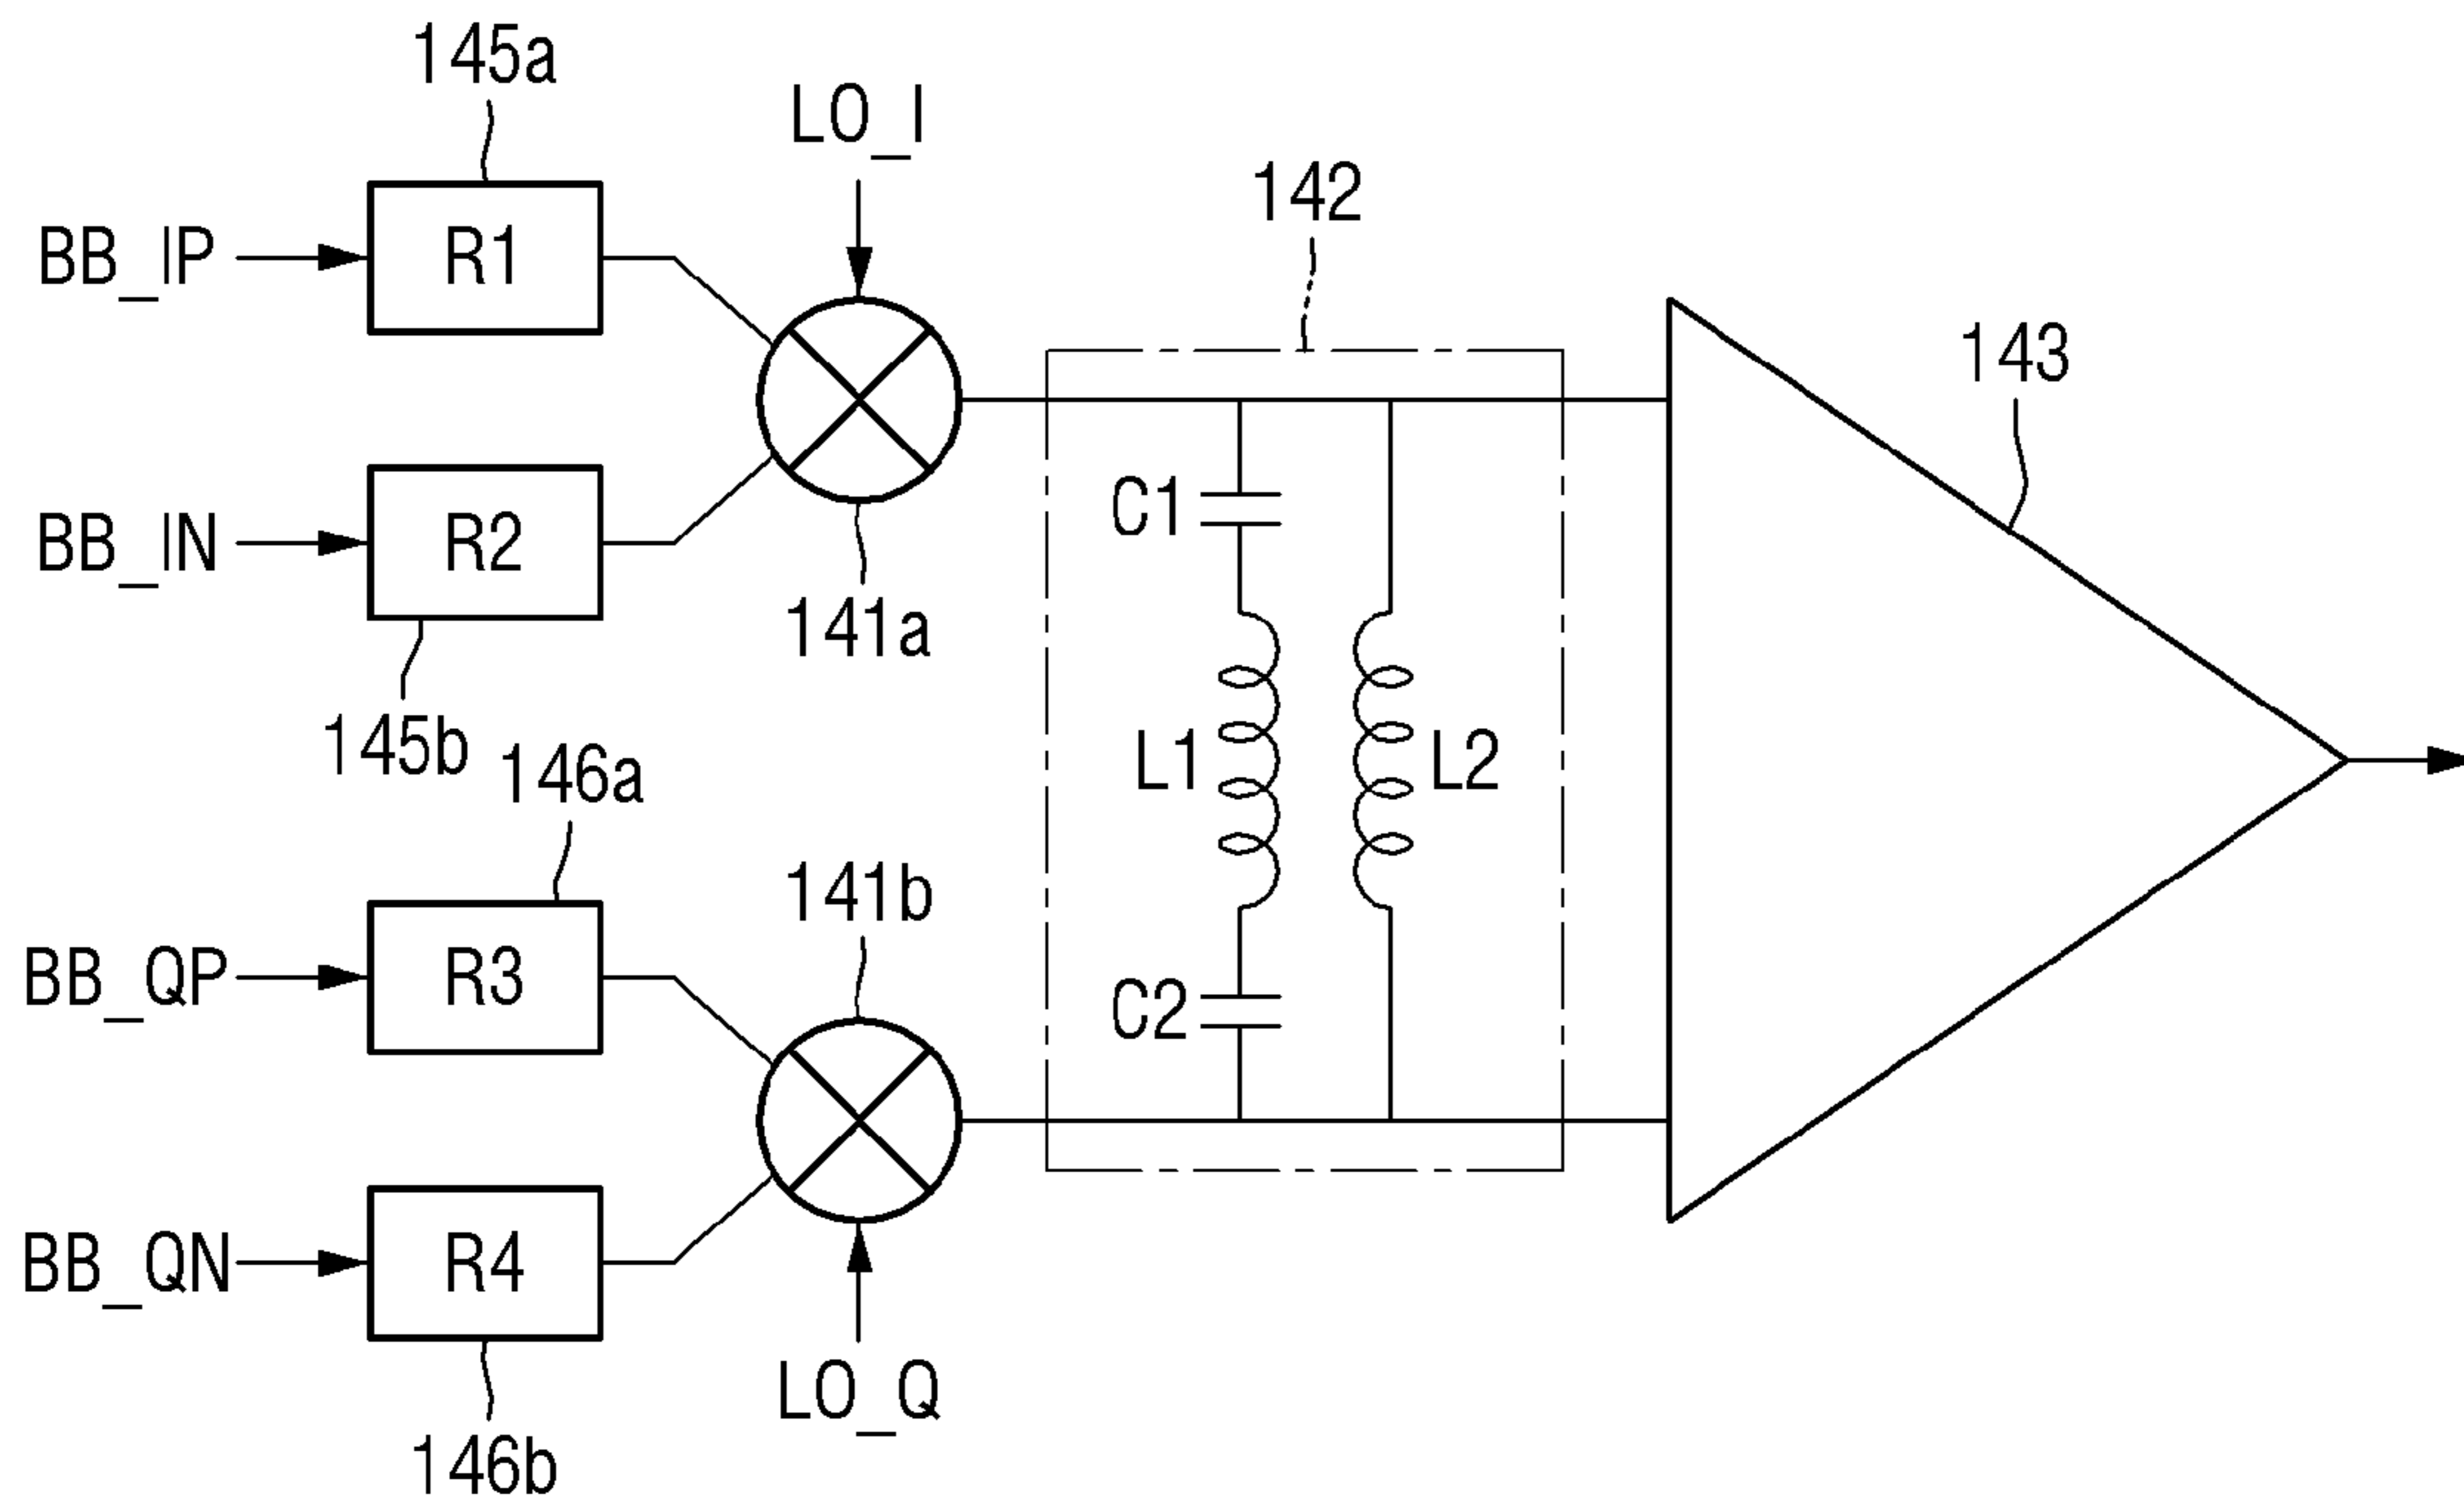 145a
LO_I
142
BB_IP
R1
143
BB_IN
R2
C1
141a
145b
146a
L1
L2
141b
BB_QP
R3
C2
BB_QN
R4
LO_Q
146b